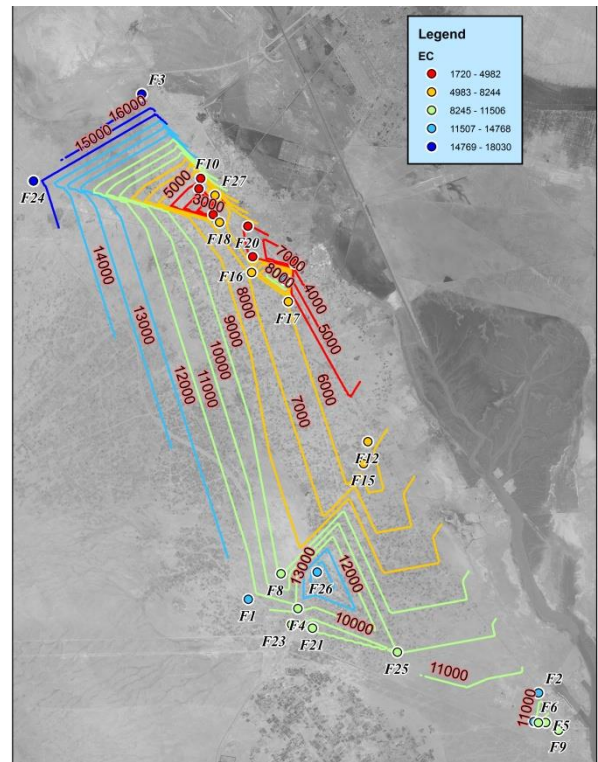 Legend
EC
1720 - 4982
4983 - 8244
8245 - 11506
11507 - 14768
14769 - 18030
F3
16000
15000
F24
F10
F27
5000
3000
F18
F20
7000
F16
8000
4000
F17
5000
14000
13000
12000
11000
10000
9000
8000
7000
6000
F12
F15
13000
12000
F8
F26
F1
F4
F23
F21
10000
F25
11000
F2
11000
F6
F5
F9